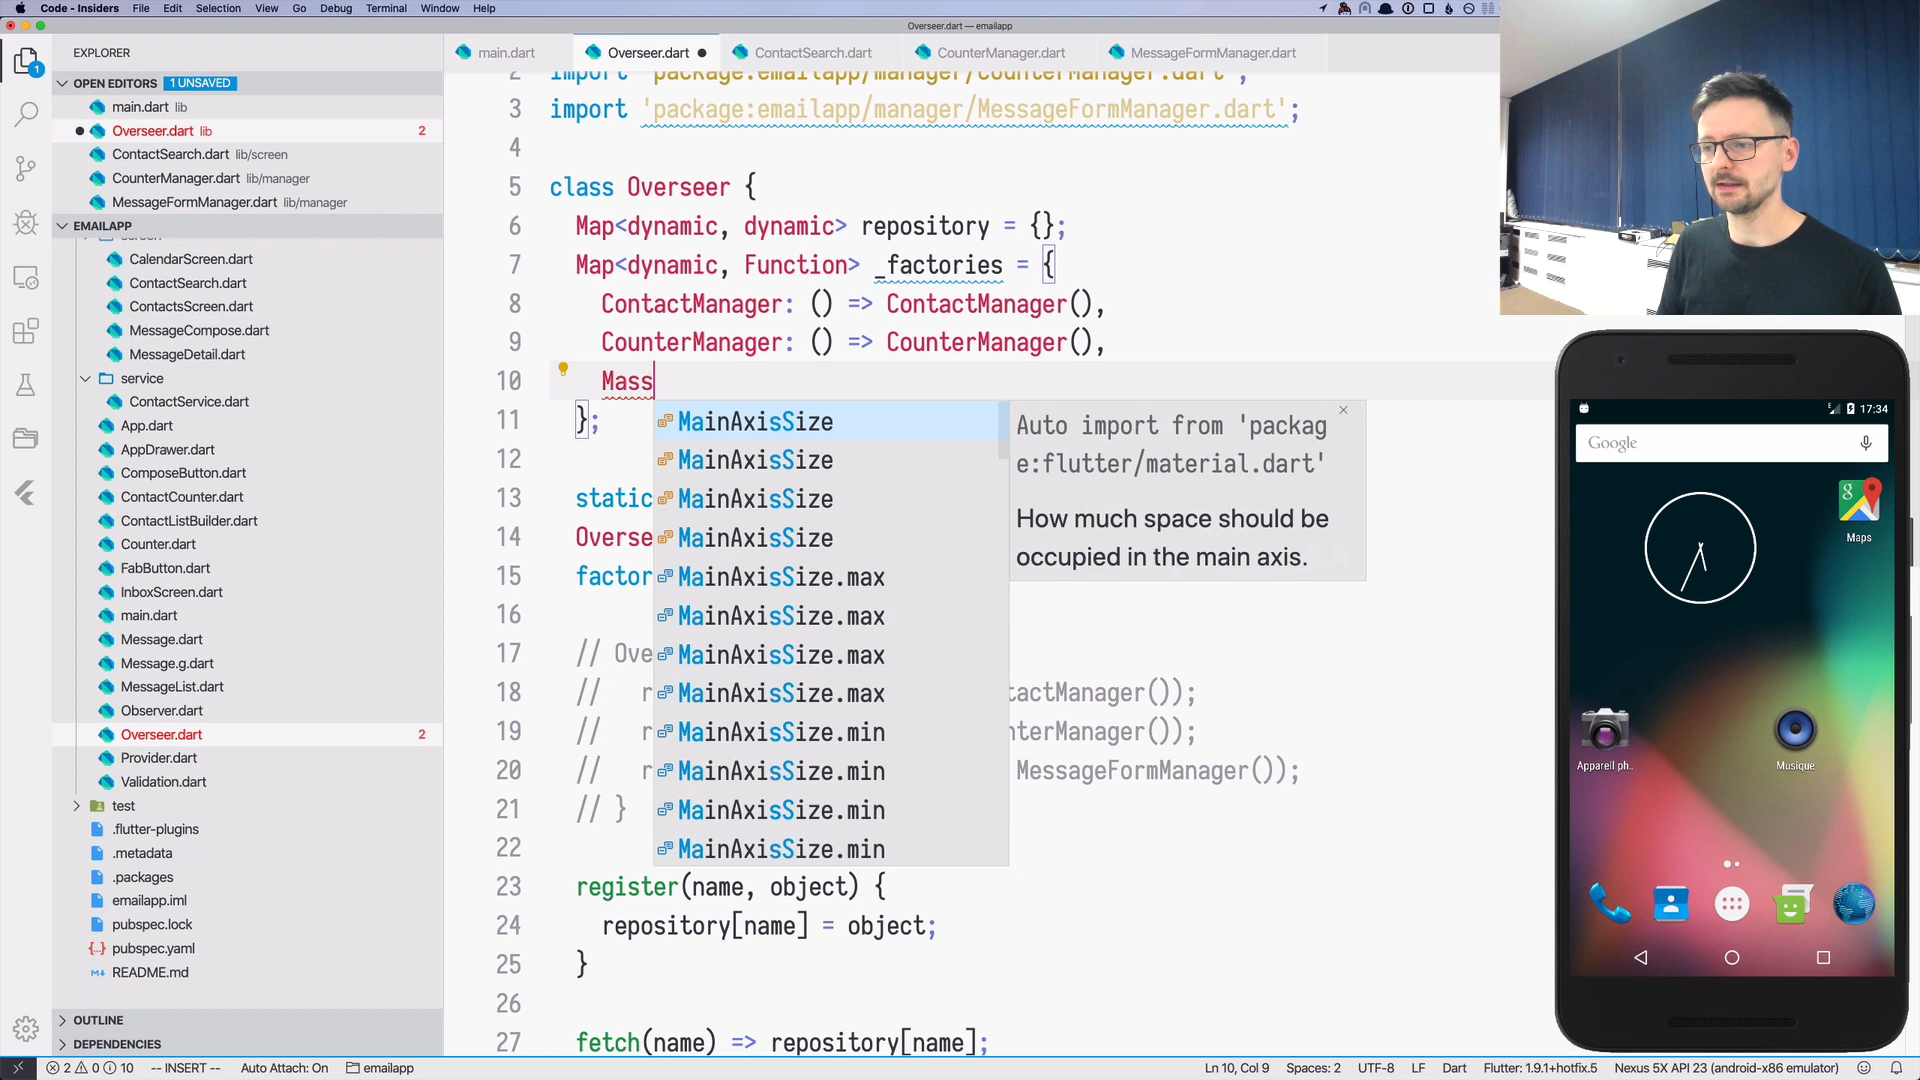 Code - Insiders File Edit Selection View Go Debug Terminal Window Help
Overseer.dart — emailapp
EXPLORER
main.dart
Overseer.dart
ContactSearch.dart
CounterManager.dart
MessageFormManager.dart
OPEN EDITORS 1 UNSAVED
main.dart lib
Overseer.dart lib 2
ContactSearch.dart lib/screen
CounterManager.dart lib/manager
MessageFormManager.dart lib/manager
EMAILAPP
screen
CalendarScreen.dart
ContactSearch.dart
ContactsScreen.dart
MessageCompose.dart
MessageDetail.dart
service
ContactService.dart
App.dart
AppDrawer.dart
ComposeButton.dart
ContactCounter.dart
ContactListBuilder.dart
Counter.dart
FabButton.dart
InboxScreen.dart
main.dart
Message.dart
Message.g.dart
MessageList.dart
Observer.dart
Overseer.dart 2
Provider.dart
Validation.dart
test
.flutter-plugins
.metadata
.packages
emailapp.iml
pubspec.lock
pubspec.yaml
README.md
OUTLINE
DEPENDENCIES
1
2 import 'package:emailapp/manager/CounterManager.dart';
3 import 'package:emailapp/manager/MessageFormManager.dart';
4
5 class Overseer {
6 Map<dynamic, dynamic> repository = {};
7 Map<dynamic, Function> _factories = {
8 ContactManager: () => ContactManager(),
9 CounterManager: () => CounterManager(),
10 Mass
11 };
12
13 static
14 Overse
15 factor
16
17 // Ove
18 // r tactManager());
19 // r nterManager());
20 // r MessageFormManager());
21 // }
22
23 register(name, object) {
24 repository[name] = object;
25 }
26
27 fetch(name) => repository[name];
MainAxisSize
MainAxisSize
MainAxisSize
MainAxisSize
MainAxisSize.max
MainAxisSize.max
MainAxisSize.max
MainAxisSize.max
MainAxisSize.min
MainAxisSize.min
MainAxisSize.min
MainAxisSize.min
Auto import from 'packag
e:flutter/material.dart'
How much space should be
occupied in the main axis.
17:34
Google
Maps
Appareil ph..
Musique
2 0 10 -- INSERT -- Auto Attach: On emailapp Ln 10, Col 9 Spaces: 2 UTF-8 LF Dart Flutter: 1.9.1+hotfix.5 Nexus 5X API 23 (android-x86 emulator)